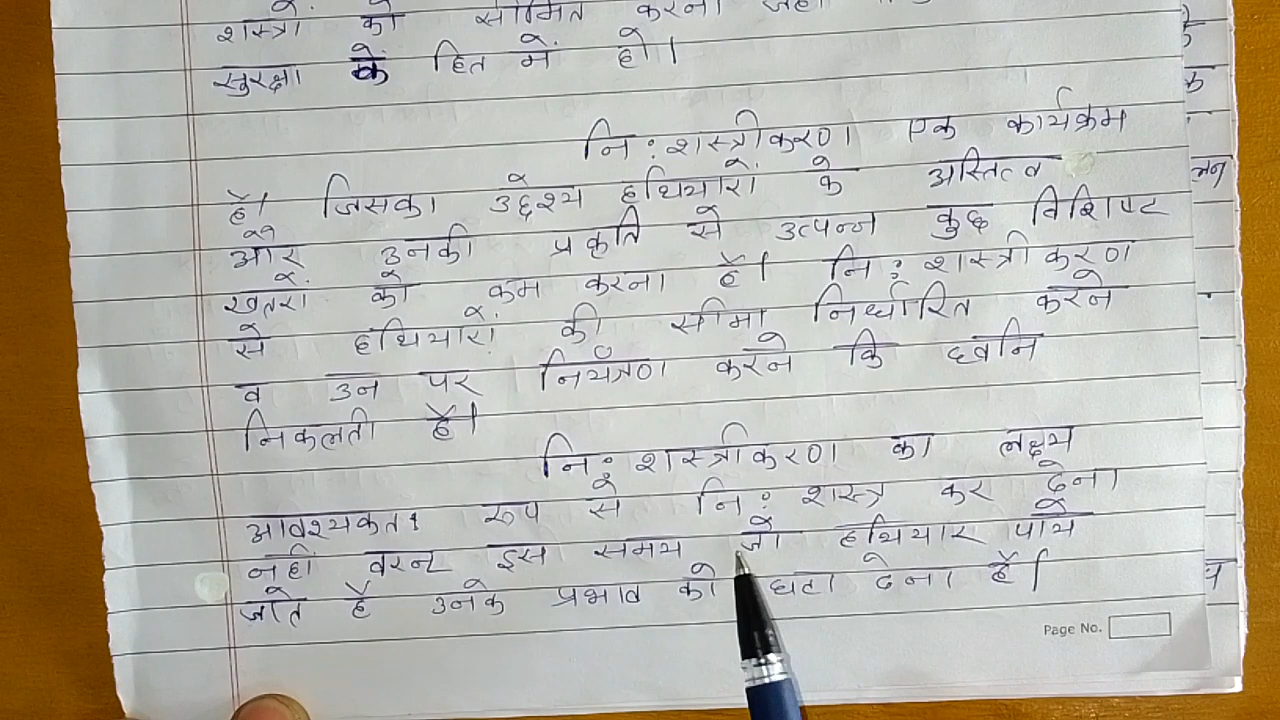 शस्त्रों को सीमित करना जहाँ
सुरक्षा के हित में हो।
नि:शस्त्रीकरण एक कार्यक्रम
है। जिसका उद्देश्य हथियारों के अस्तित्व
और उनकी प्रकृति से उत्पन्न कुछ विशिष्ट
खतरों को कम करना है। नि:शस्त्रीकरण
से हथियारों की सीमा निर्धारित करने
व उन पर नियंत्रण करने कि ध्वनि
निकलती है।
नि:शस्त्रीकरण का लक्ष्य
आवश्यकत: रूप से नि:शस्त्र कर देना
नहीं वरन् इस समय जो हथियार पाये
जाते है उनके प्रभाव को घटा देना है।
Page No.